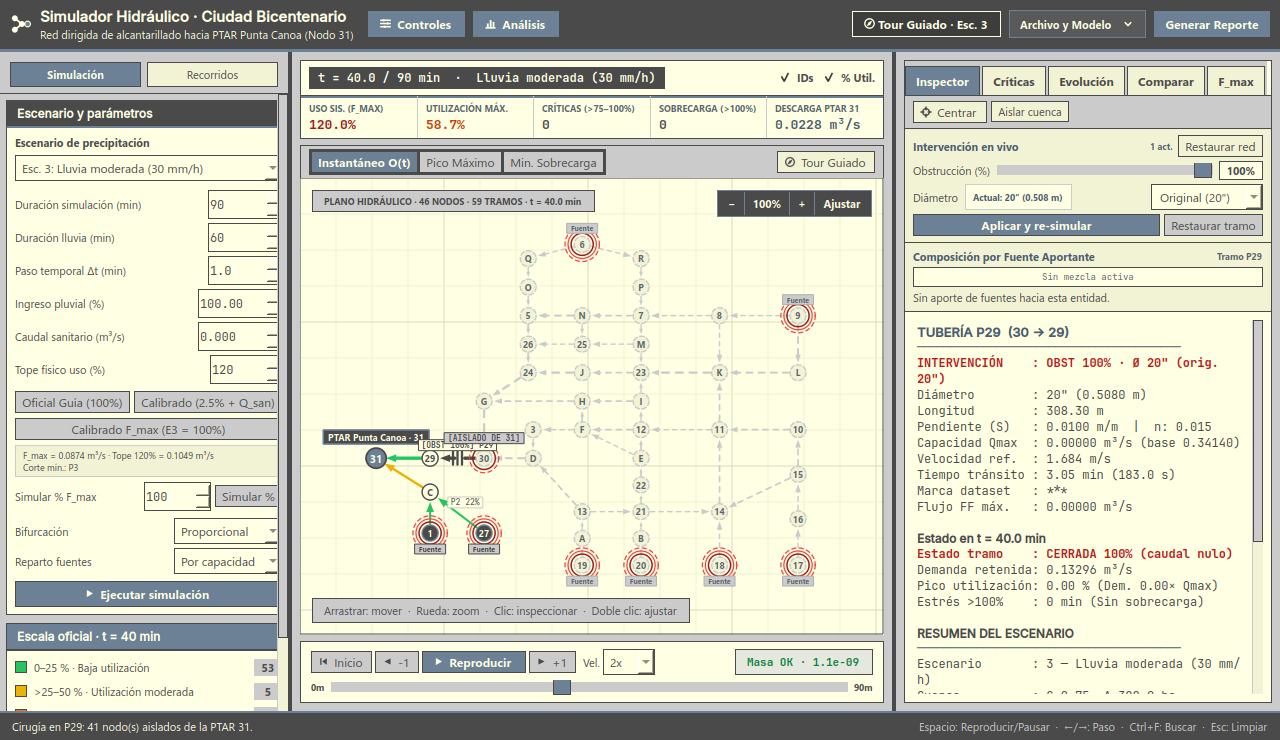 Simulador Hidráulico · Ciudad Bicentenario
Red dirigida de alcantarillado hacia PTAR Punta Canoa (Nodo 31)
Controles
Análisis
Tour Guiado · Esc. 3
Archivo y Modelo
Generar Reporte
Simulación
Recorridos
Escenario y parámetros
Escenario de precipitación
Esc. 3: Lluvia moderada (30 mm/h)
Duración simulación (min) 90
Duración lluvia (min) 60
Paso temporal Δt (min) 1.0
Ingreso pluvial (%) 100.00
Caudal sanitario (m³/s) 0.000
Tope físico uso (%) 120
Oficial Guía (100%)
Calibrado (2.5% + Q_san)
Calibrado F_max (E3 = 100%)
F_max = 0.0874 m³/s · Tope 120% = 0.1049 m³/s
Corte mín.: P3
Simular % F_max 100 Simular %
Bifurcación Proporcional
Reparto fuentes Por capacidad
Ejecutar simulación
Escala oficial · t = 40 min
0–25 % · Baja utilización 53
>25–50 % · Utilización moderada 5
t = 40.0 / 90 min · Lluvia moderada (30 mm/h)
✓ IDs ✓ % Util.
USO SIS. (F_MAX)
120.0%
UTILIZACIÓN MÁX.
58.7%
CRÍTICAS (>75–100%)
0
SOBRECARGA (>100%)
0
DESCARGA PTAR 31
0.0228 m³/s
Instantáneo O(t)
Pico Máximo
Min. Sobrecarga
Tour Guiado
PLANO HIDRÁULICO · 46 NODOS · 59 TRAMOS · t = 40.0 min
− 100% + Ajustar
Fuente
6
Q R
O P
Fuente
5 N 7 8 9
26 25 M
24 J 23 K L
G H I
PTAR Punta Canoa · 31
[AISLADO DE 31]
[OBST 100%] P29
3 F 12 11 10
31 29 30 D E
15
C 22
P2 22%
13 21 14 16
1 27 A B
Fuente Fuente
19 20 18 17
Fuente Fuente Fuente Fuente
Arrastrar: mover · Rueda: zoom · Clic: inspeccionar · Doble clic: ajustar
Inicio
-1
Reproducir
+1
Vel. 2x
Masa OK · 1.1e-09
0m 90m
Inspector
Críticas
Evolución
Comparar
F_max
Centrar
Aislar cuenca
Intervención en vivo 1 act. Restaurar red
Obstrucción (%) 100%
Diámetro Actual: 20" (0.508 m) Original (20")
Aplicar y re-simular
Restaurar tramo
Composición por Fuente Aportante Tramo P29
Sin mezcla activa
Sin aporte de fuentes hacia esta entidad.
TUBERÍA P29 (30 → 29)
INTERVENCIÓN : OBST 100% · Ø 20" (orig.
20")
Diámetro : 20" (0.5080 m)
Longitud : 308.30 m
Pendiente (S) : 0.0100 m/m | n: 0.015
Capacidad Qmax : 0.00000 m³/s (base 0.34140)
Velocidad ref. : 1.684 m/s
Tiempo tránsito : 3.05 min (183.0 s)
Marca dataset : ***
Flujo FF máx. : 0.00000 m³/s
Estado en t = 40.0 min
Estado tramo : CERRADA 100% (caudal nulo)
Demanda retenida: 0.13296 m³/s
Pico utilización: 0.00 % (Dem. 0.00× Qmax)
Estrés >100% : 0 min (Sin sobrecarga)
RESUMEN DEL ESCENARIO
Escenario : 3 — Lluvia moderada (30 mm/
h)
Cirugía en P29: 41 nodo(s) aislados de la PTAR 31.
Espacio: Reproducir/Pausar · ←/→: Paso · Ctrl+F: Buscar · Esc: Limpiar